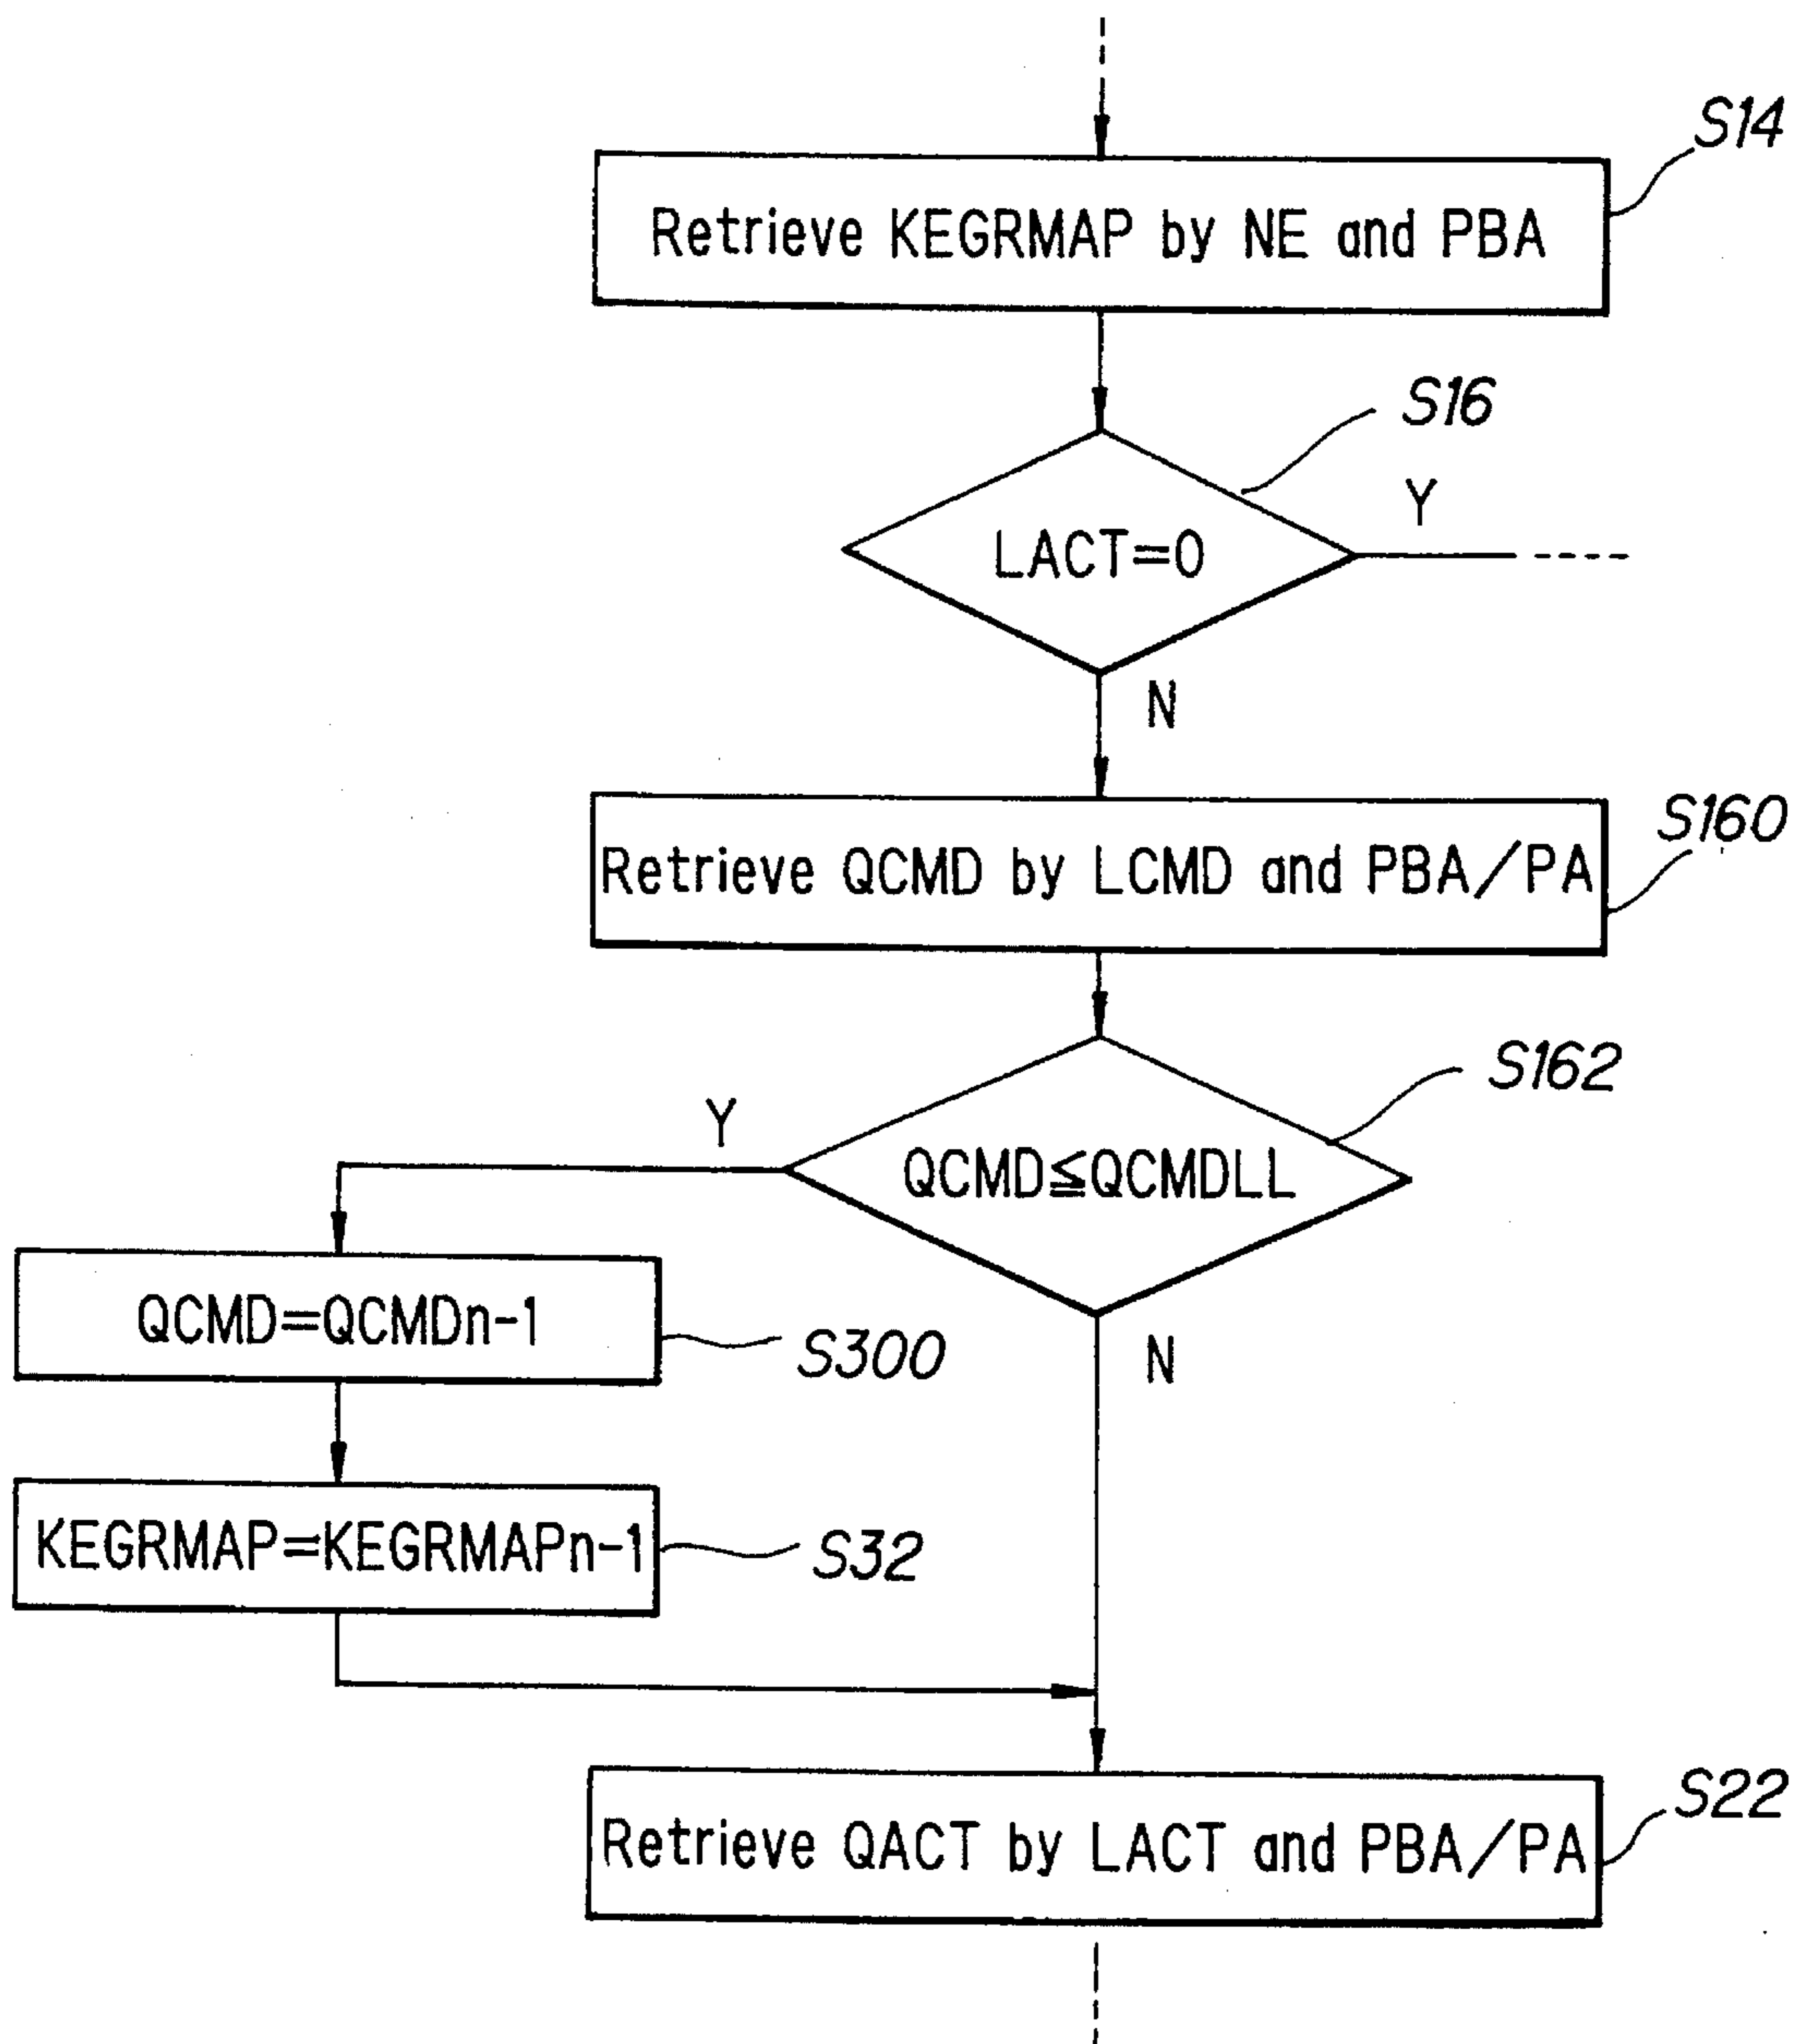 S14
Retrieve KEGRMAP by NE and PBA
S16
LACT=0
Y
N
S160
Retrieve QCMD by LCMD and PBA/PA
S162
QCMD≦QCMDLL
Y
N
QCMD=QCMDn-1
S300
KEGRMAP=KEGRMAPn-1
S32
S22
Retrieve QACT by LACT and PBA/PA